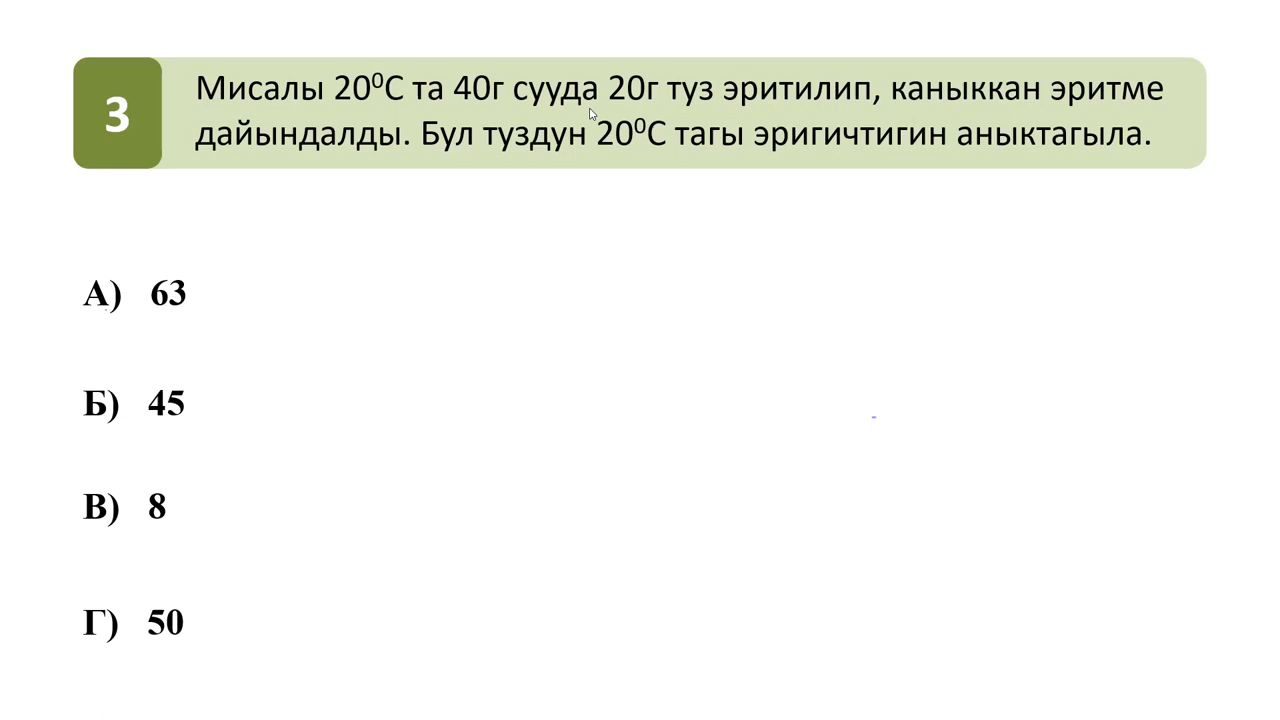 3
Мисалы 20⁰С та 40г сууда 20г туз эритилип, каныккан эритме
дайындалды. Бул туздун 20⁰С тагы эригичтигин аныктагыла.
А) 63
Б) 45
В) 8
Г) 50